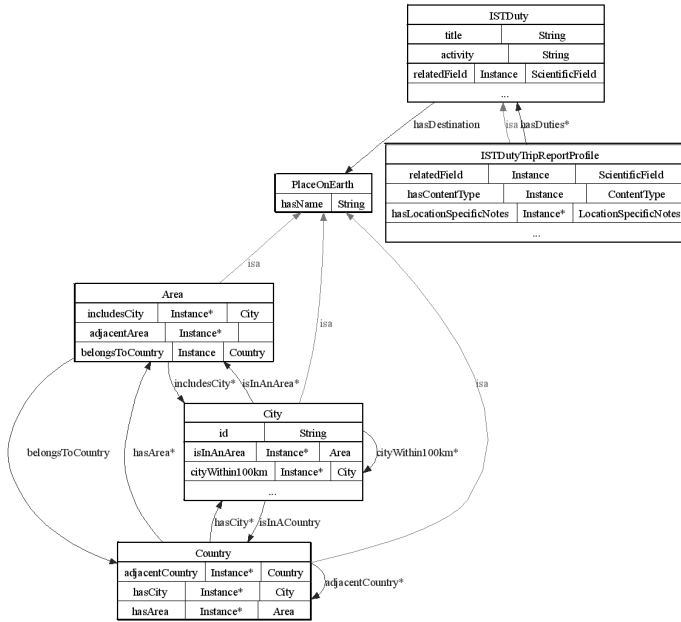 ISTDuty
title String
activity String
relatedField Instance ScientificField
...
hasDestination
isa
hasDuties*
ISTDutyTripReportProfile
relatedField Instance ScientificField
hasContentType Instance ContentType
hasLocationSpecificNotes Instance* LocationSpecificNotes
...
PlaceOnEarth
hasName String
isa
isa
isa
Area
includesCity Instance* City
adjacentArea Instance*
belongsToCountry Instance Country
includesCity*
isInAnArea*
City
id String
isInAnArea Instance* Area
cityWithin100km Instance* City
...
cityWithin100km*
belongsToCountry
hasArea*
hasCity*
isInACountry
Country
adjacentCountry Instance* Country
hasCity Instance* City
hasArea Instance* Area
adjacentCountry*